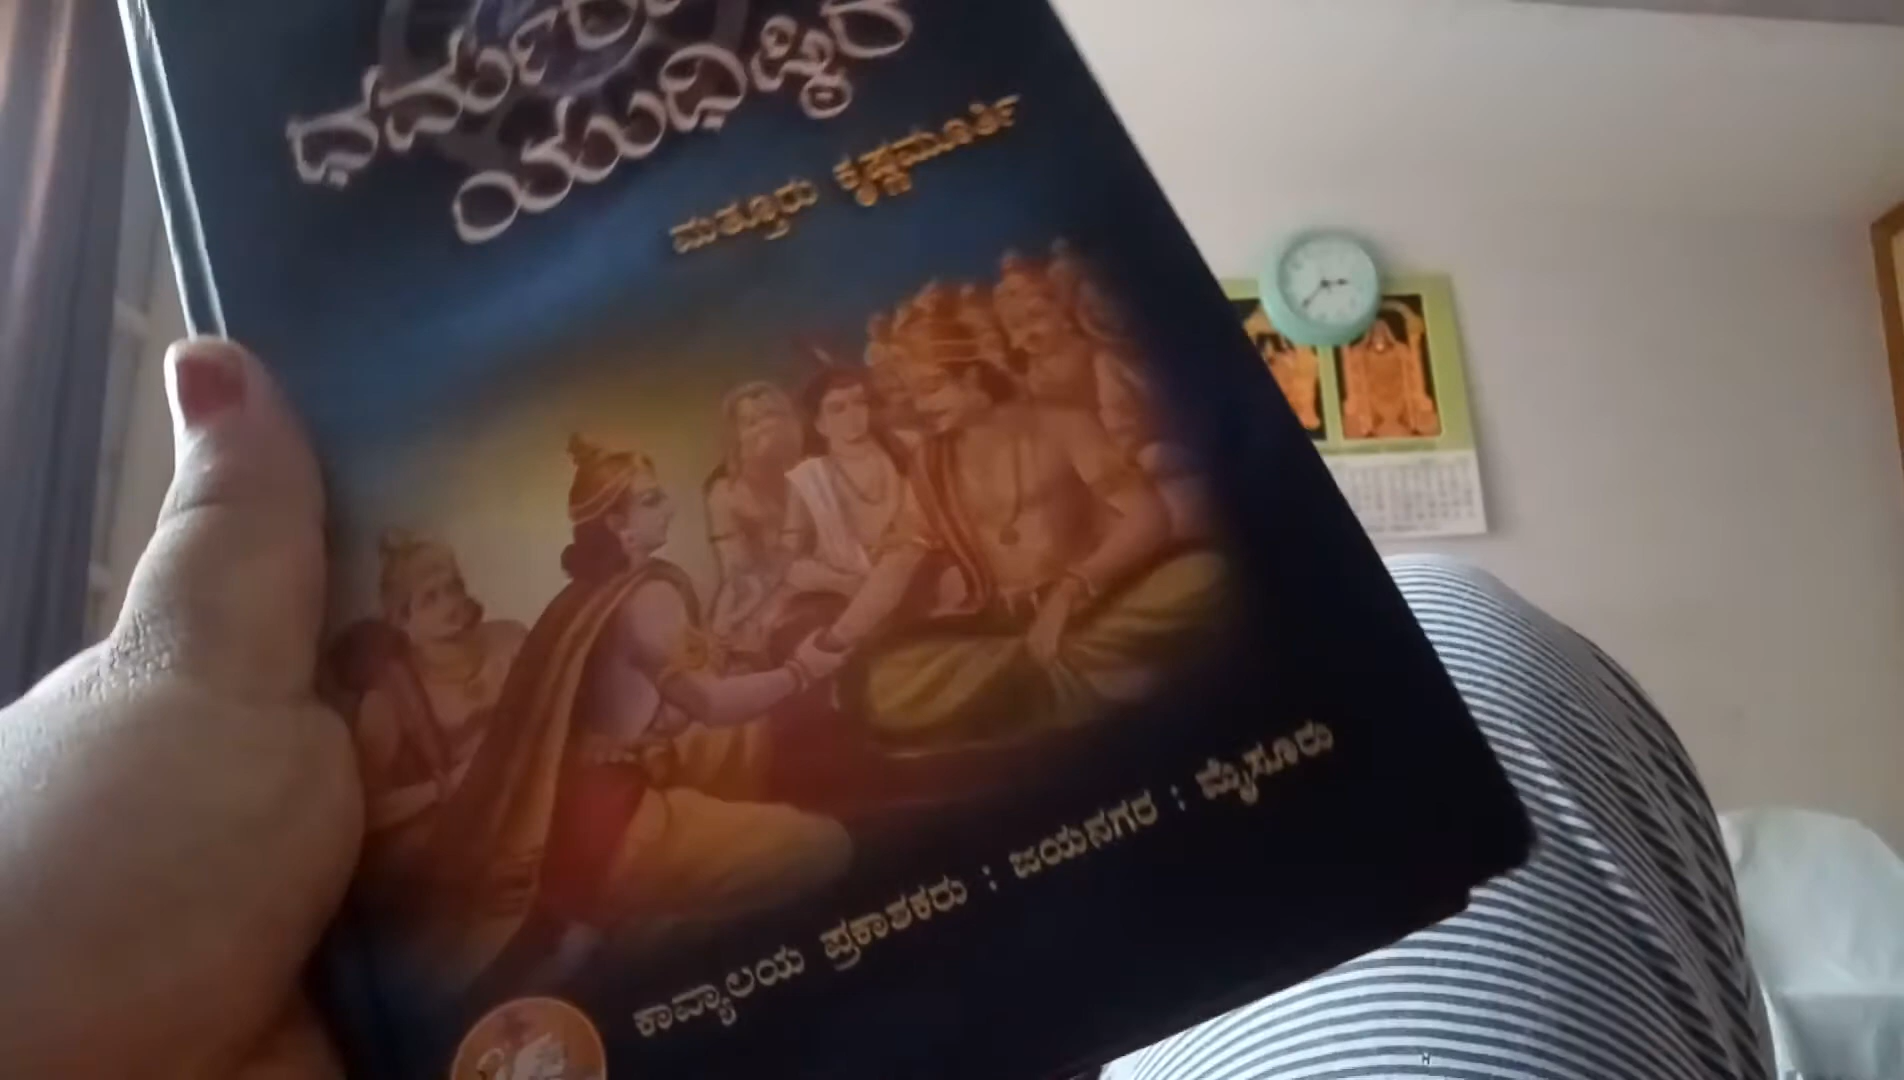 ಯುಧಿಷ್ಠಿರ
ಮತ್ತೂರು ಕೃಷ್ಣಮೂರ್ತಿ
ಕಾವ್ಯಾಲಯ ಪ್ರಕಾಶಕರು : ಜಯನಗರ : ಮೈಸೂರು